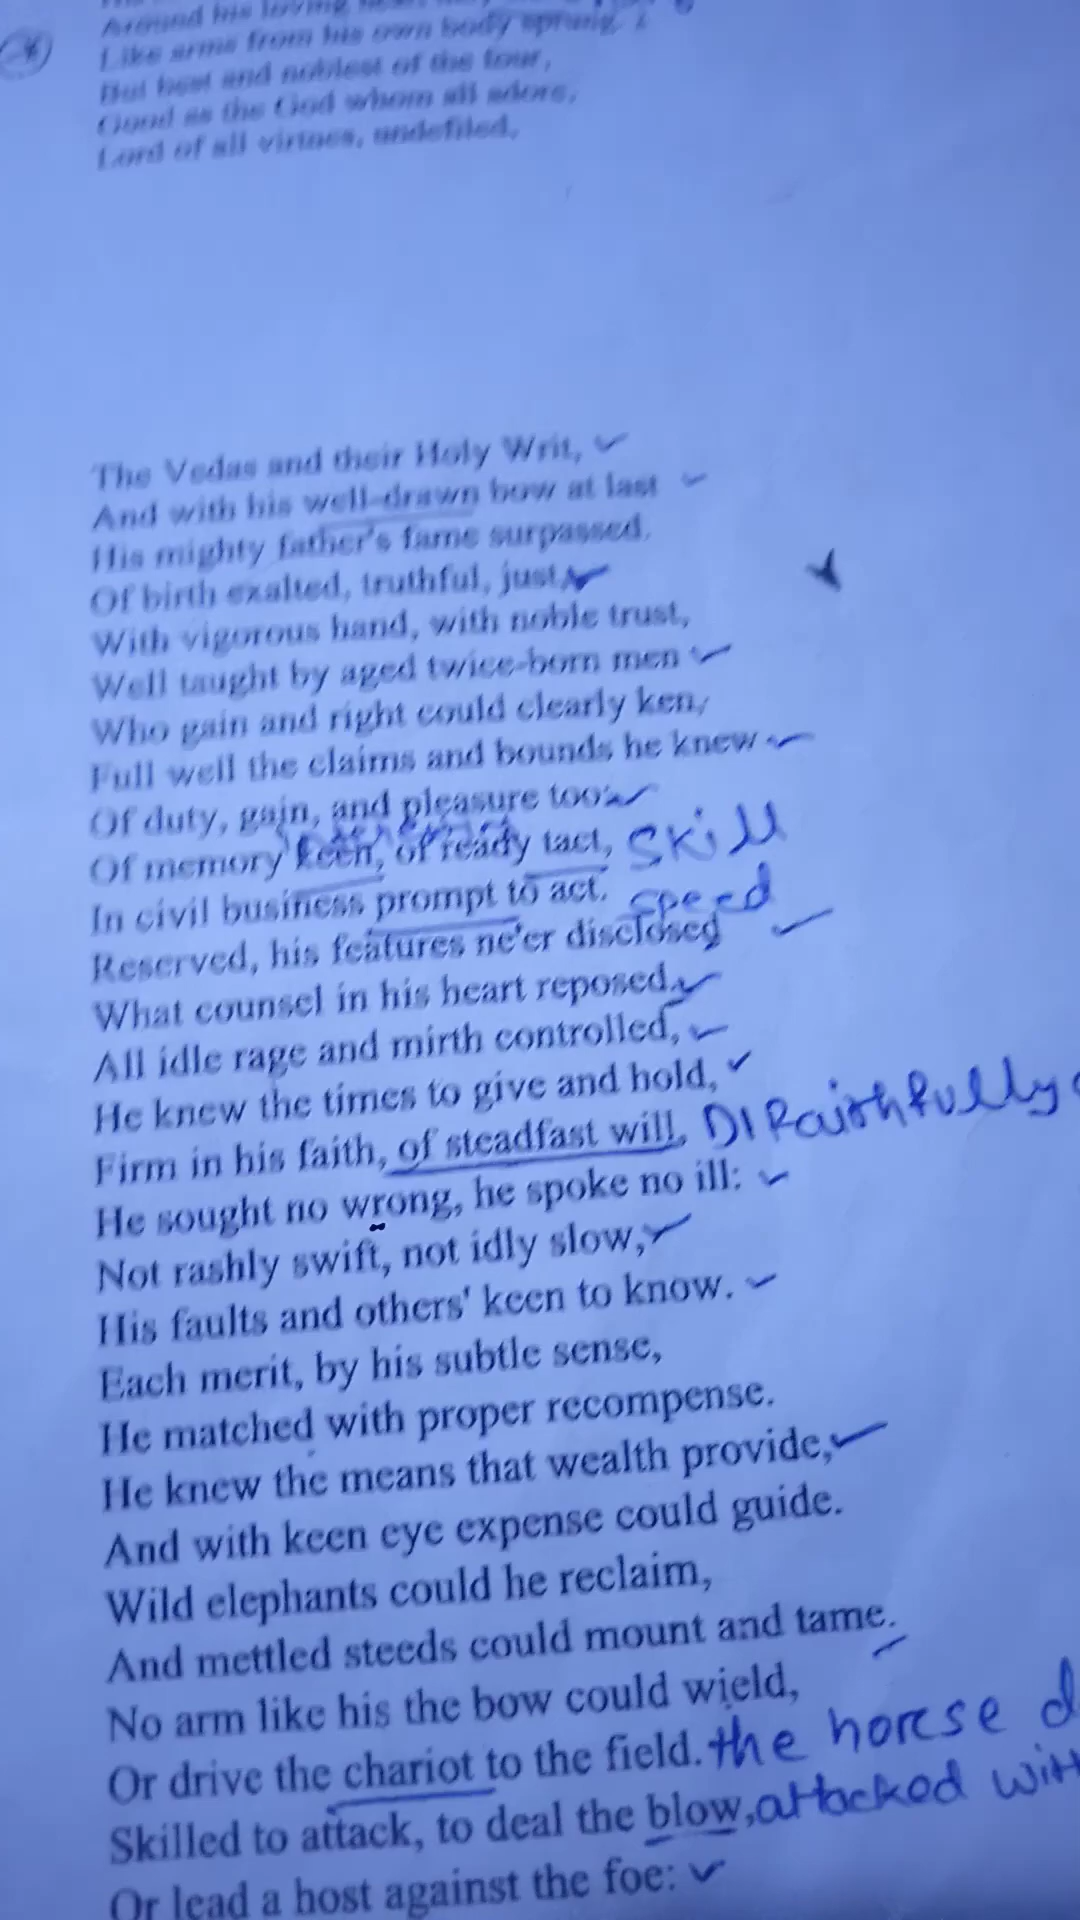 Around his loving
Like arms from his own body sprung,
But best and noblest of the four,
Good as the God whom all adore,
Lord of all virtues, undefiled,
The Vedas and their Holy Writ,
And with his well-drawn bow at last
His mighty father's fame surpassed.
Of birth exalted, truthful, just,
With vigorous hand, with noble trust,
Well taught by aged twice-born men
Who gain and right could clearly ken,
Full well the claims and bounds he knew
Of duty, gain, and pleasure too:
Of memory keen, of ready tact, Skill
In civil business prompt to act. speed
Reserved, his features ne'er disclosed
What counsel in his heart reposed.
All idle rage and mirth controlled,
He knew the times to give and hold,
Firm in his faith, of steadfast will,
He sought no wrong, he spoke no ill:
Not rashly swift, not idly slow,
His faults and others' keen to know.
Each merit, by his subtle sense,
He matched with proper recompense.
He knew the means that wealth provide,
And with keen eye expense could guide.
Wild elephants could he reclaim,
And mettled steeds could mount and tame.
No arm like his the bow could wield,
Or drive the chariot to the field. the horse
Skilled to attack, to deal the blow, attacked with
Or lead a host against the foe: